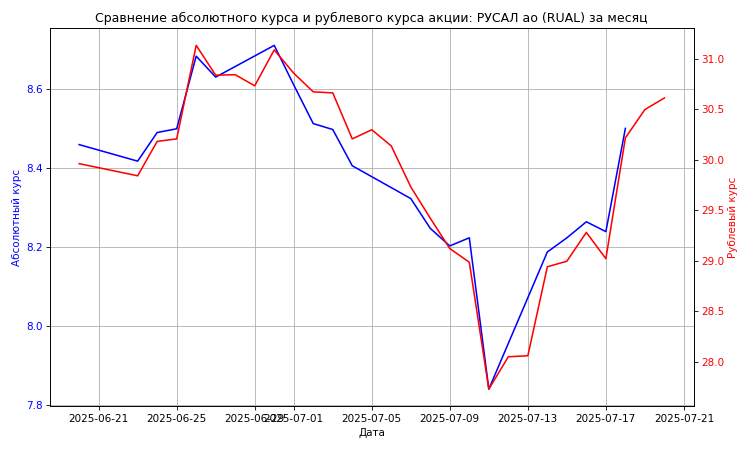 Сравнение абсолютного курса и рублевого курса акции: РУСАЛ ао (RUAL) за месяц
Абсолютный курс
8.6
8.4
8.2
8.0
7.8
31.0
30.5
30.0
29.5
29.0
28.5
28.0
Рублевый курс
2025-06-21 2025-06-25 2025-06-29 2025-07-01 2025-07-05 2025-07-09 2025-07-13 2025-07-17 2025-07-21
Дата